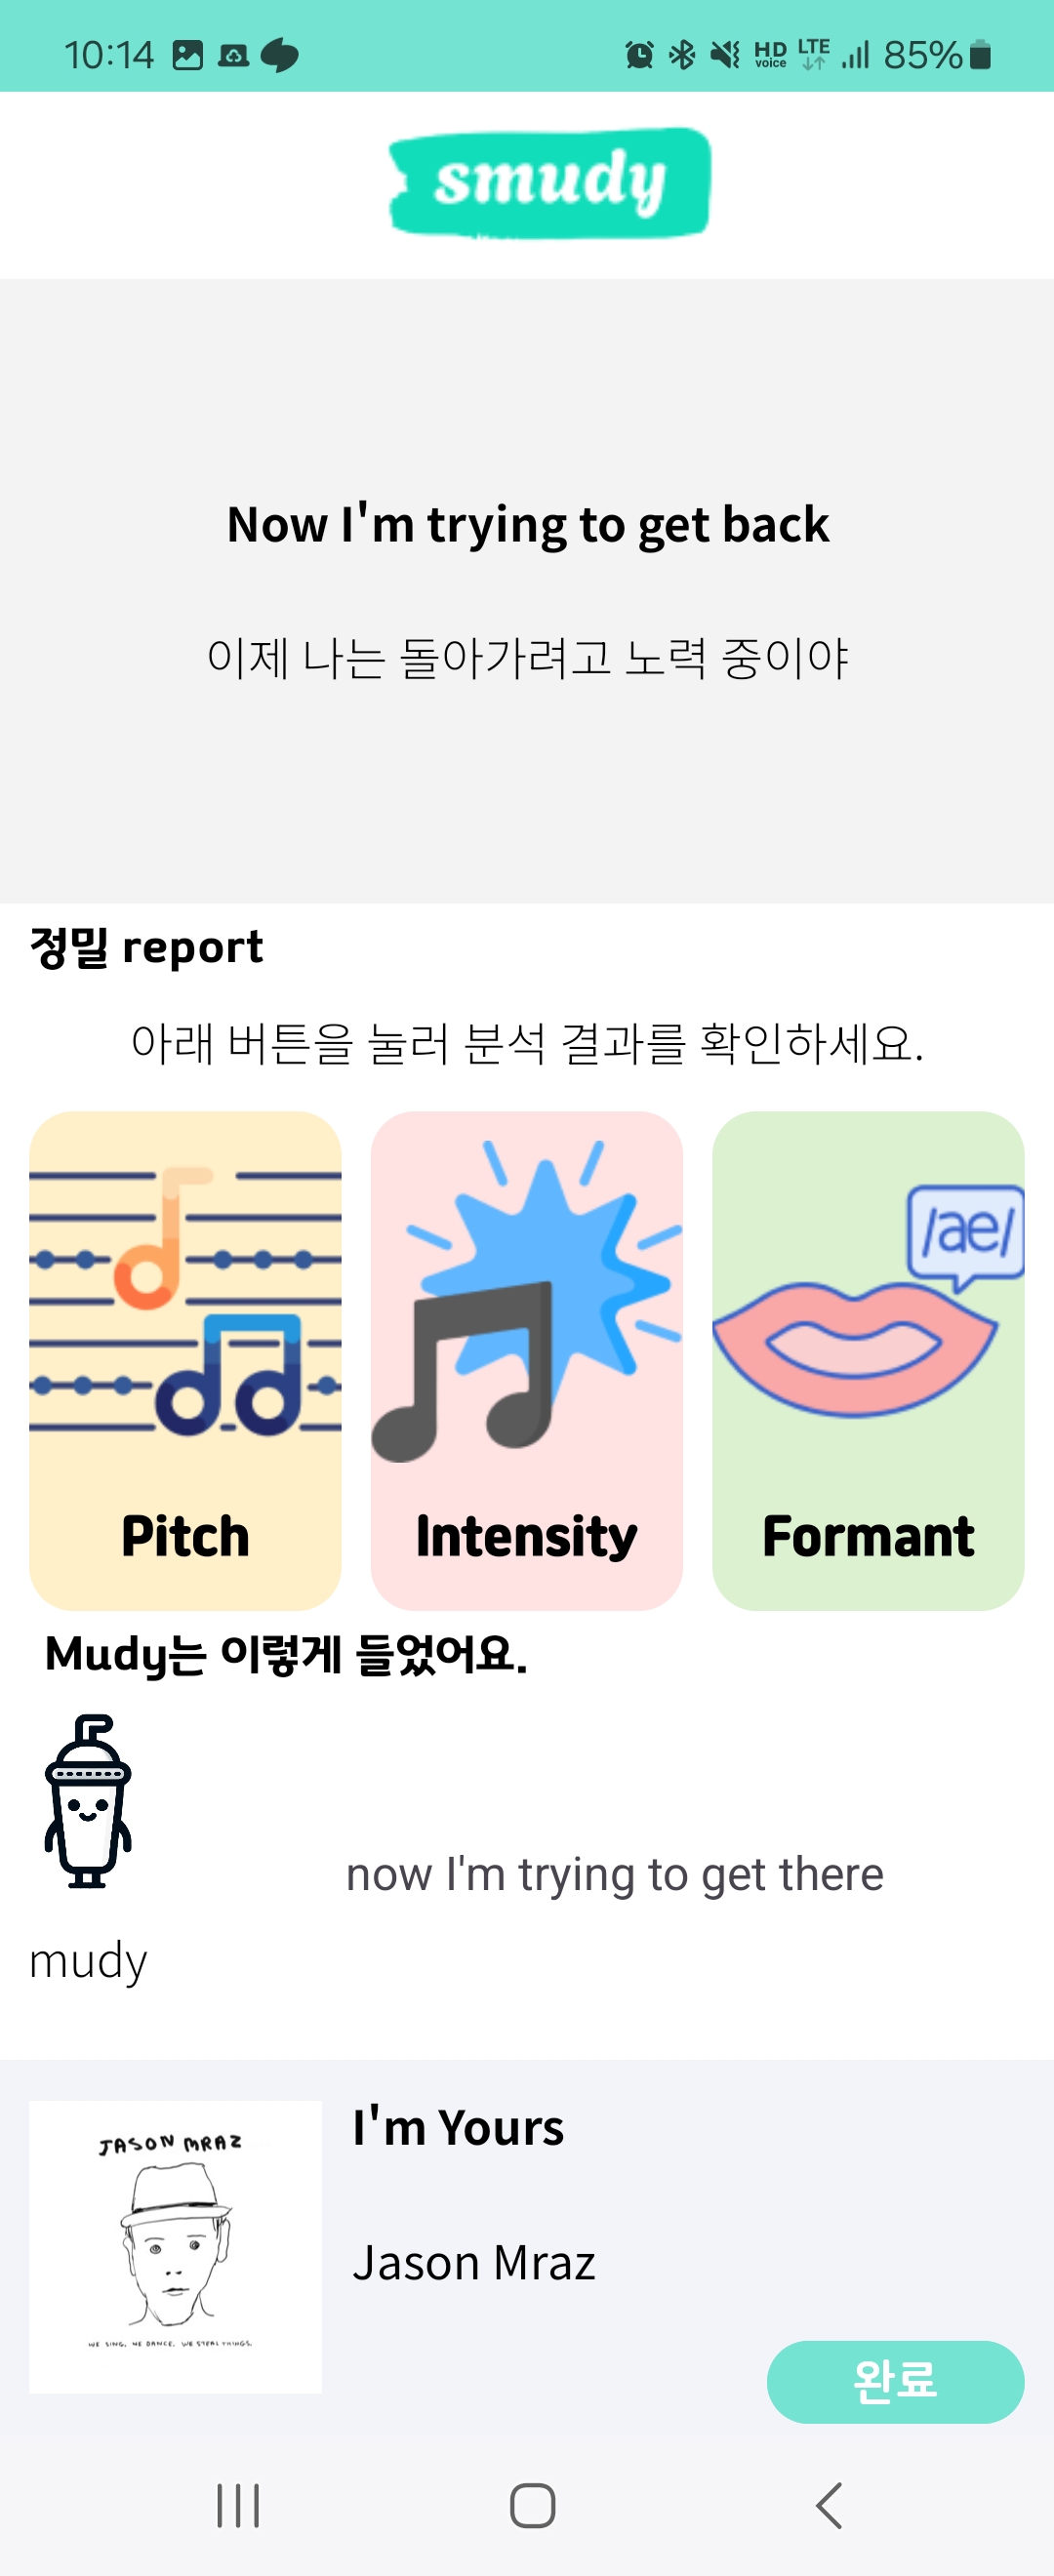 10:14
HD voice LTE 85%
smudy
Now I'm trying to get back
이제 나는 돌아가려고 노력 중이야
정밀 report
아래 버튼을 눌러 분석 결과를 확인하세요.
/ae/
Pitch Intensity Formant
Mudy는 이렇게 들었어요.
now I'm trying to get there
mudy
JASON MRAZ
WE SING, WE DANCE, WE STEAL THINGS.
I'm Yours
Jason Mraz
완료